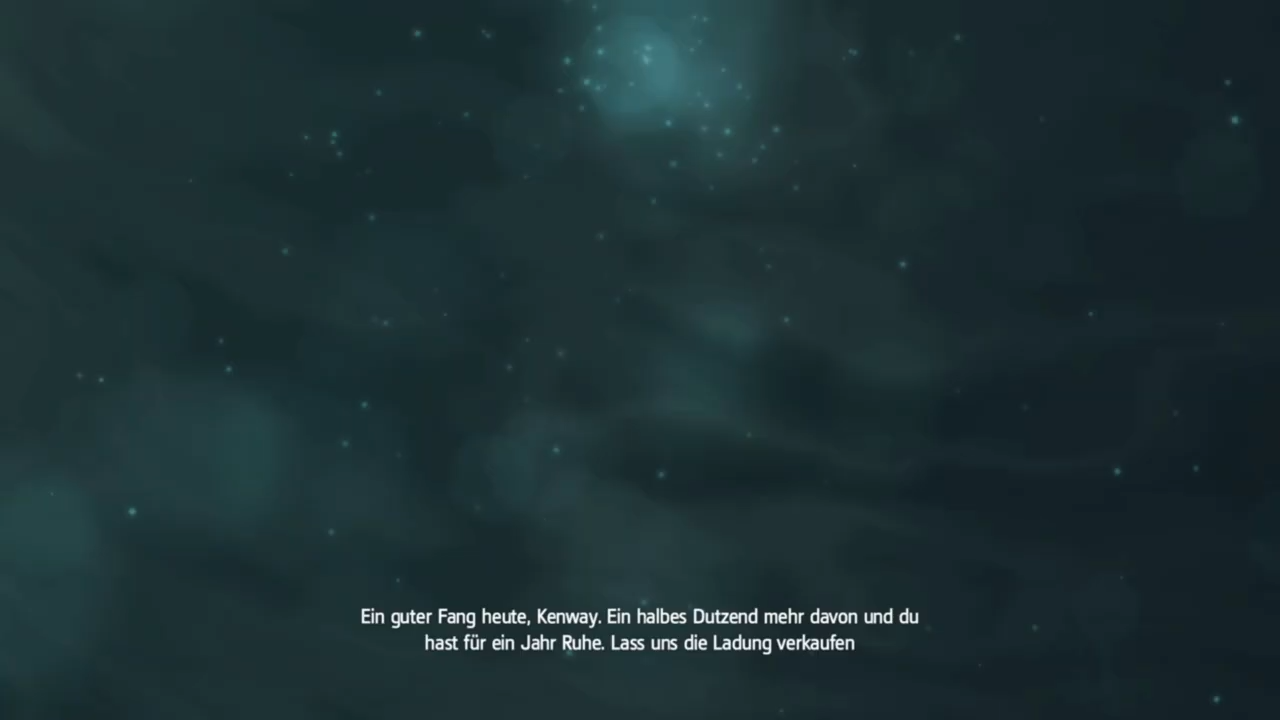 Ein guter Fang heute, Kenway. Ein halbes Dutzend mehr davon und du
hast für ein Jahr Ruhe. Lass uns die Ladung verkaufen